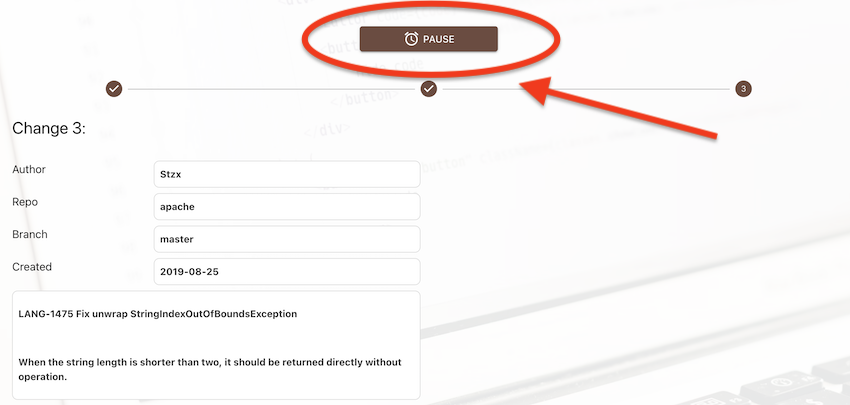 PAUSE
3
Change 3:
Author
Stzx
Repo
apache
Branch
master
Created
2019-08-25
LANG-1475 Fix unwrap StringIndexOutOfBoundsException
When the string length is shorter than two, it should be returned directly without
operation.